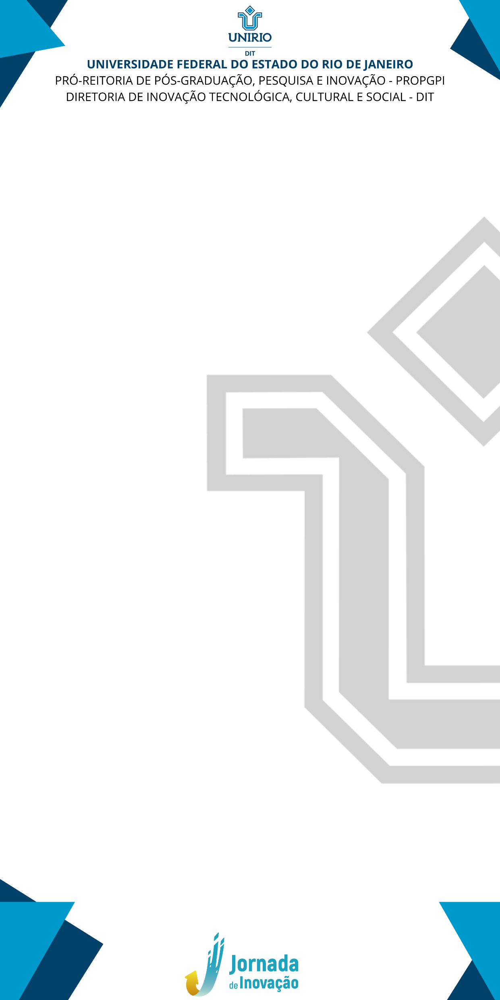 UNIRIO
DIT
UNIVERSIDADE FEDERAL DO ESTADO DO RIO DE JANEIRO
PRÓ-REITORIA DE PÓS-GRADUAÇÃO, PESQUISA E INOVAÇÃO - PROPGPI
DIRETORIA DE INOVAÇÃO TECNOLÓGICA, CULTURAL E SOCIAL - DIT
Jornada
de Inovação